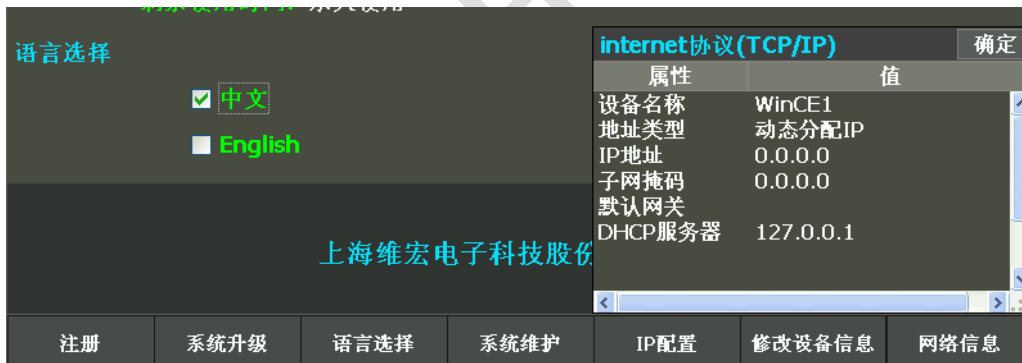 语言选择
中文
English
上海维宏电子科技股份
internet协议(TCP/IP) 确定
属性 值
设备名称 WinCE1
地址类型 动态分配IP
IP地址 0.0.0.0
子网掩码 0.0.0.0
默认网关
DHCP服务器 127.0.0.1
注册 系统升级 语言选择 系统维护 IP配置 修改设备信息 网络信息